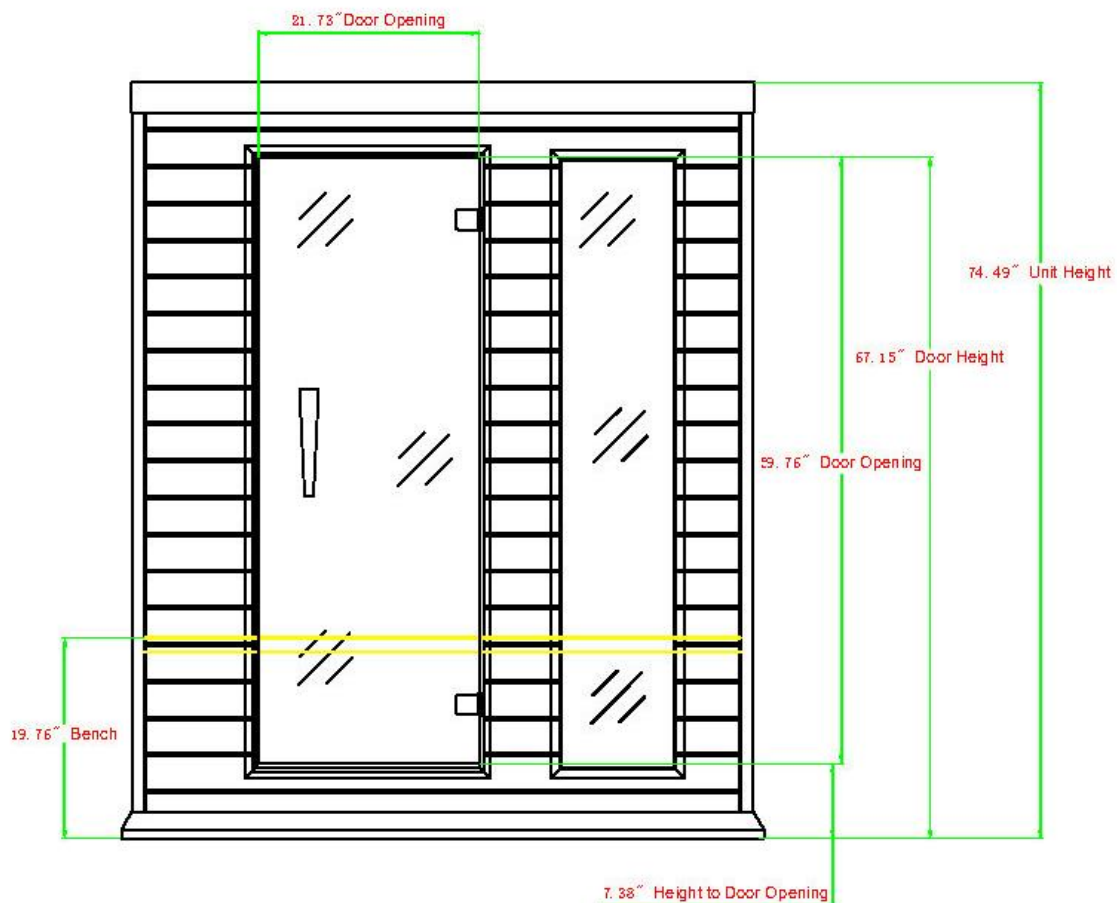 21.73" Door Opening
74.49" Unit Height
67.15" Door Height
59.76" Door Opening
19.76" Bench
7.38" Height to Door Opening